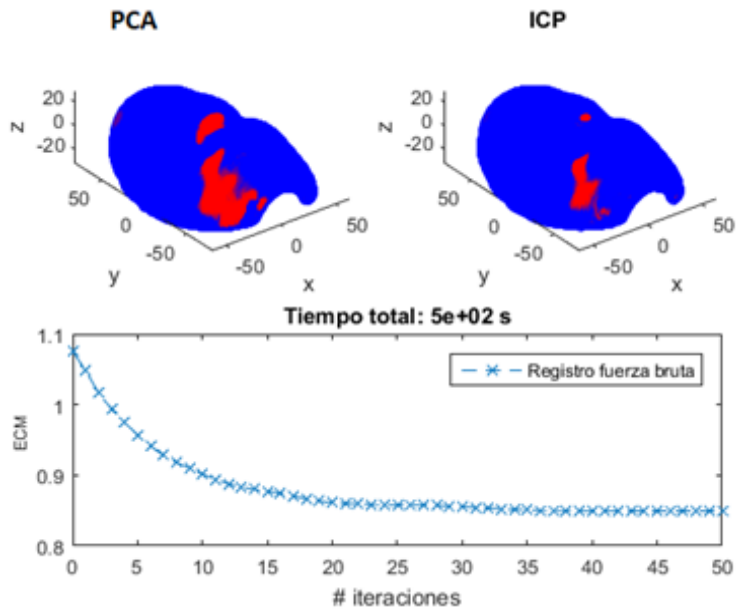 PCA
ICP
20
0
-20
z
50
0
-50
y
-50
0
50
x
20
0
-20
z
50
0
-50
y
-50
0
50
x
Tiempo total: 5e+02 s
1.1
1
0.9
0.8
ECM
Registro fuerza bruta
0 5 10 15 20 25 30 35 40 45 50
# iteraciones